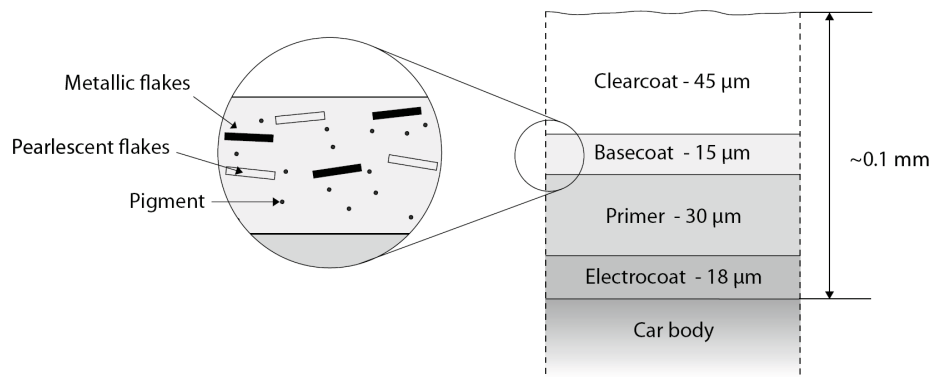 Metallic flakes
Pearlescent flakes
Pigment
Clearcoat - 45 μm
Basecoat - 15 μm
Primer - 30 μm
Electrocoat - 18 μm
Car body
~0.1 mm